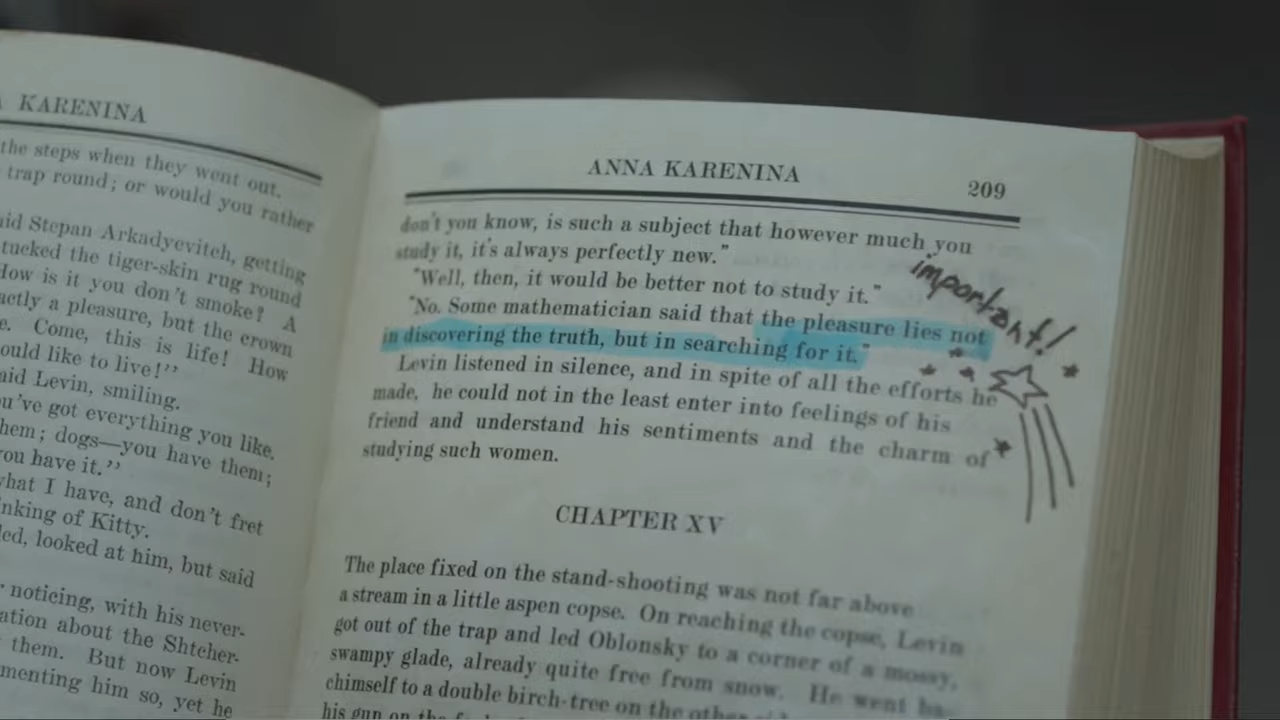 KARENINA
the steps when they went out.
trap round; or would you rather
said Stepan Arkadyevitch, getting
tucked the tiger-skin rug round
How is it you don't smoke? A
actly a pleasure, but the crown
Come, this is life! How
ould like to live!''
said Levin, smiling.
ou've got everything you like.
hem; dogs—you have them;
ou have it.''
what I have, and don't fret
nking of Kitty.
led, looked at him, but said
noticing, with his never-
ation about the Shtcher-
them. But now Levin
menting him so, yet he
ANNA KARENINA 209
don't you know, is such a subject that however much you
study it, it's always perfectly new."
"Well, then, it would be better not to study it."
"No. Some mathematician said that the pleasure lies not
in discovering the truth, but in searching for it."
important!
Levin listened in silence, and in spite of all the efforts he
made, he could not in the least enter into feelings of his
friend and understand his sentiments and the charm of
studying such women.
CHAPTER XV
The place fixed on the stand-shooting was not far above
a stream in a little aspen copse. On reaching the copse, Levin
got out of the trap and led Oblonsky to a corner of a mossy,
swampy glade, already quite free from snow. He went ba-
chimself to a double birch-tree on the other
his gun on the